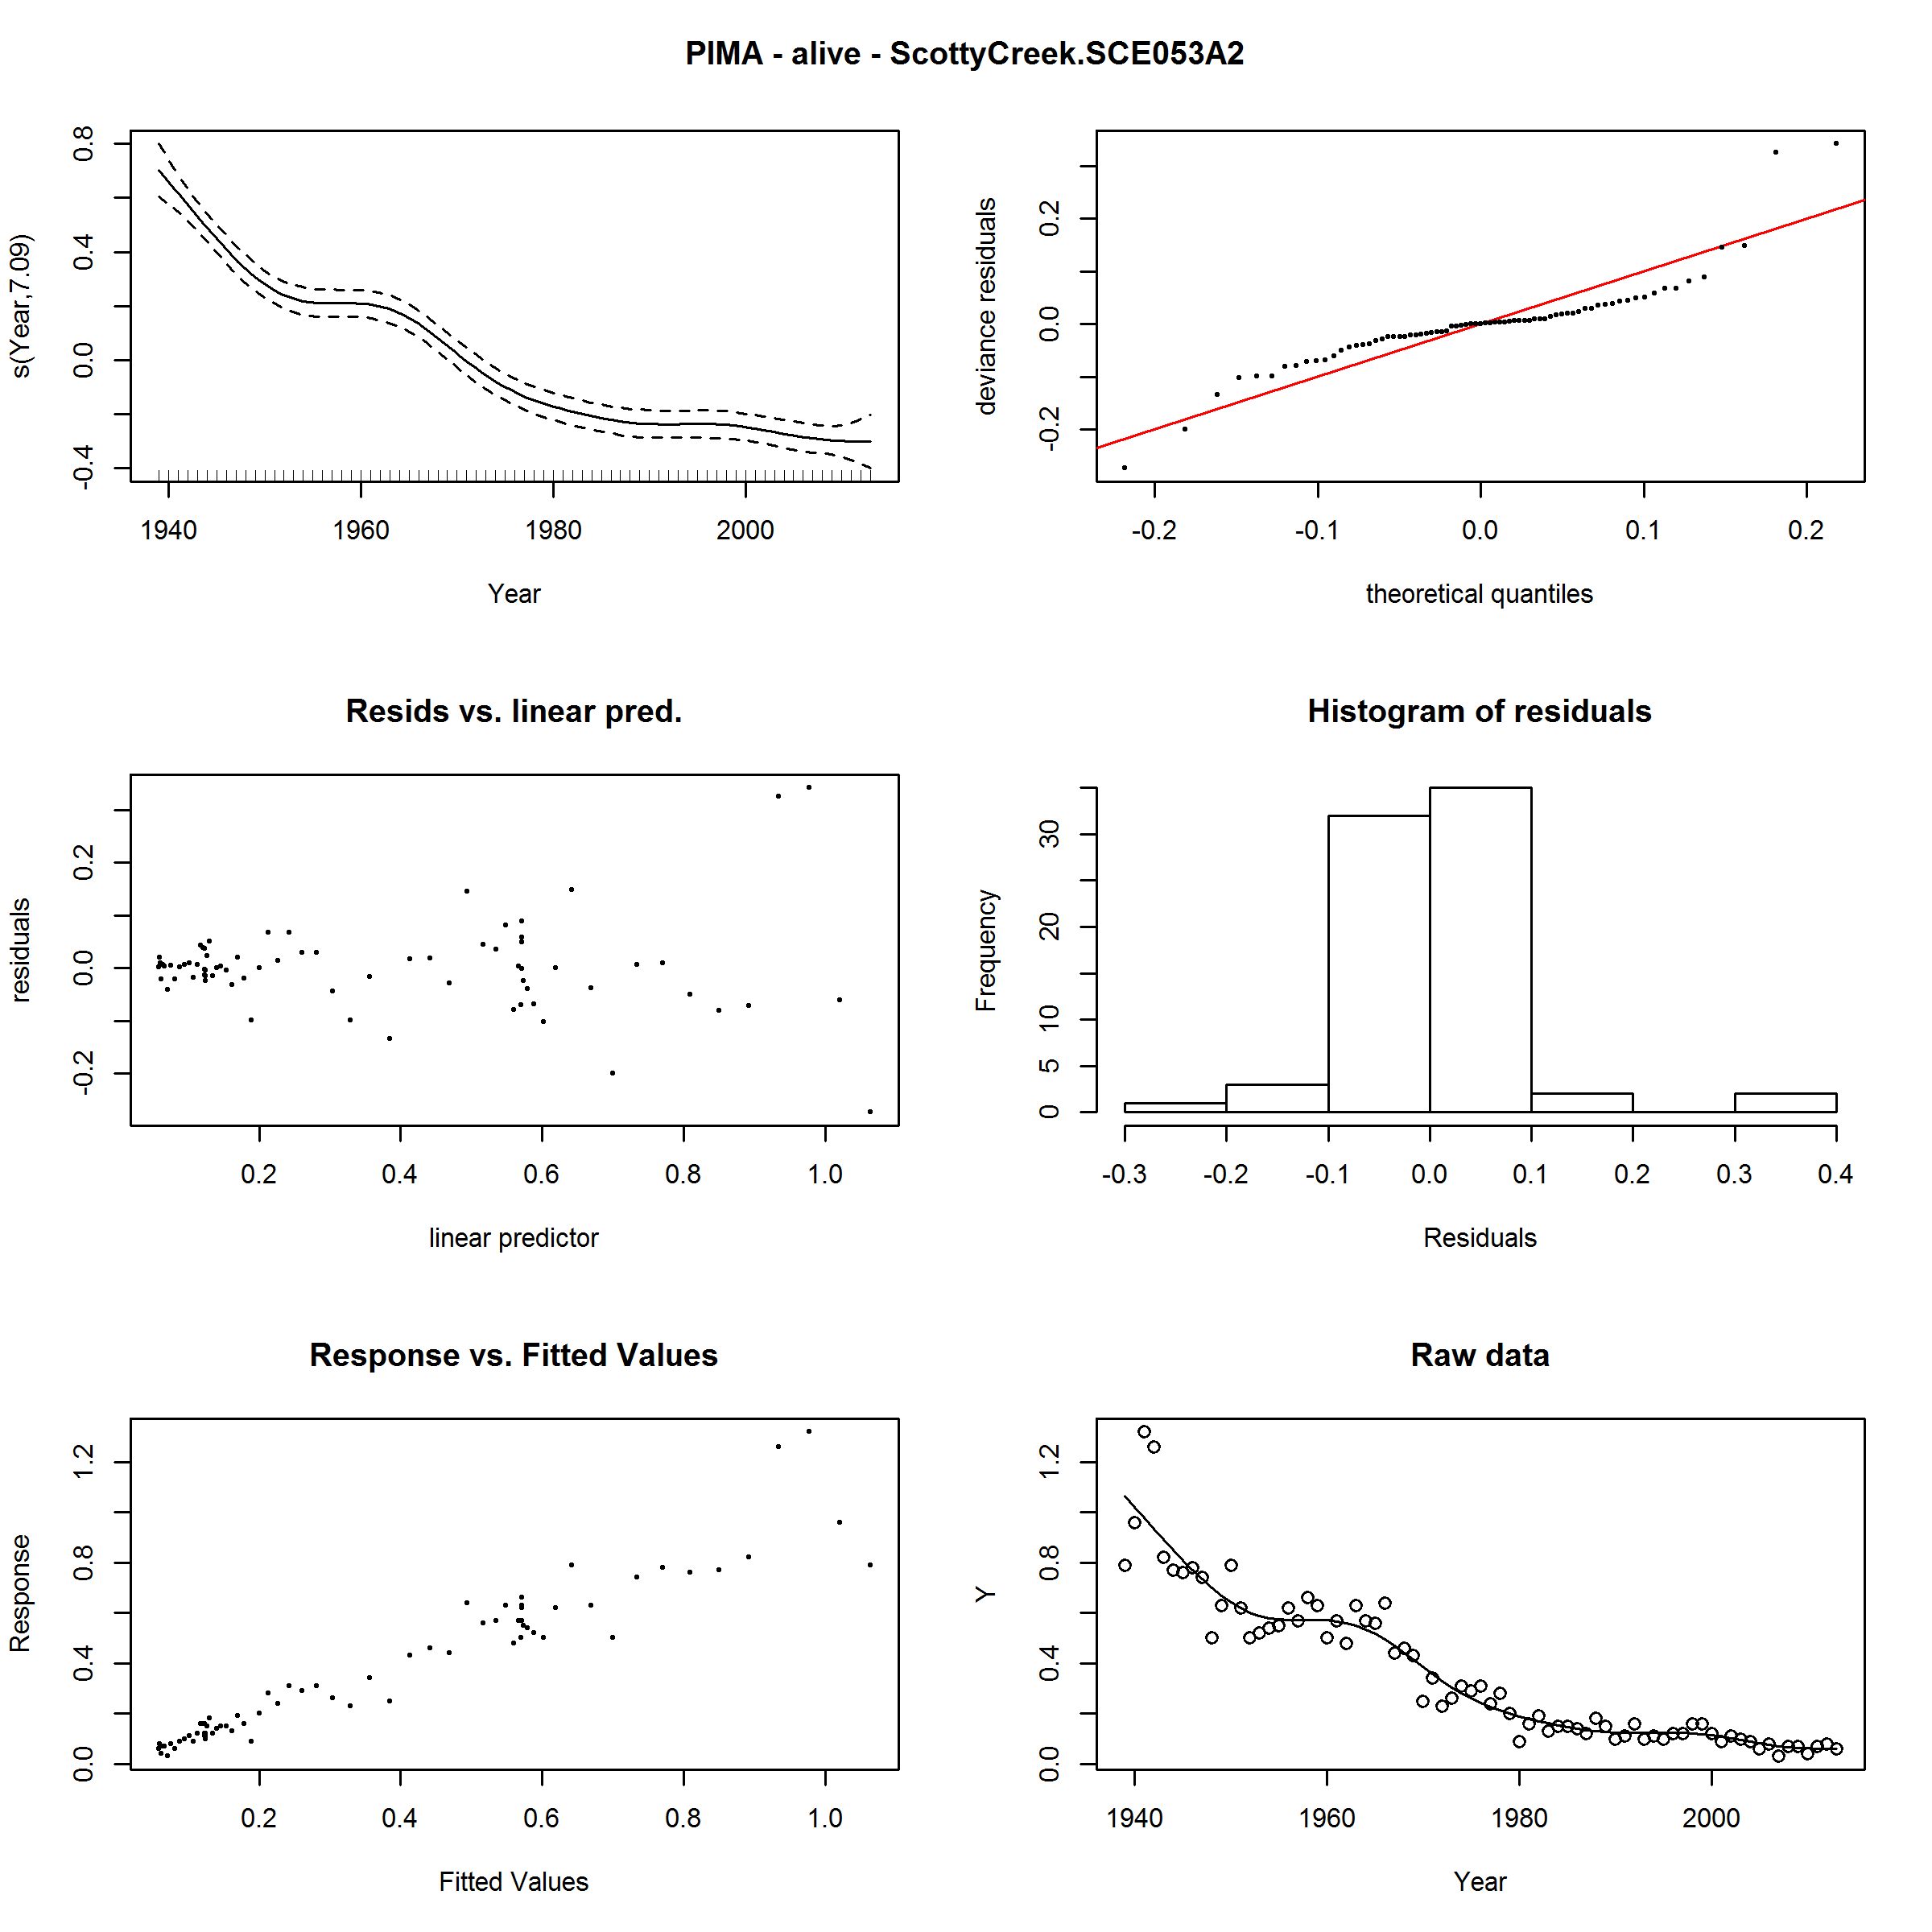 PIMA - alive - ScottyCreek.SCE053A2
s(Year,7.09)
-0.4 0.0 0.4 0.8
1940 1960 1980 2000
Year
deviance residuals
-0.2 0.0 0.2
-0.2 -0.1 0.0 0.1 0.2
theoretical quantiles
Resids vs. linear pred.
residuals
-0.2 0.0 0.2
0.2 0.4 0.6 0.8 1.0
linear predictor
Histogram of residuals
Frequency
0 5 10 20 30
-0.3 -0.2 -0.1 0.0 0.1 0.2 0.3 0.4
Residuals
Response vs. Fitted Values
Response
0.0 0.4 0.8 1.2
0.2 0.4 0.6 0.8 1.0
Fitted Values
Raw data
Y
0.0 0.4 0.8 1.2
1940 1960 1980 2000
Year